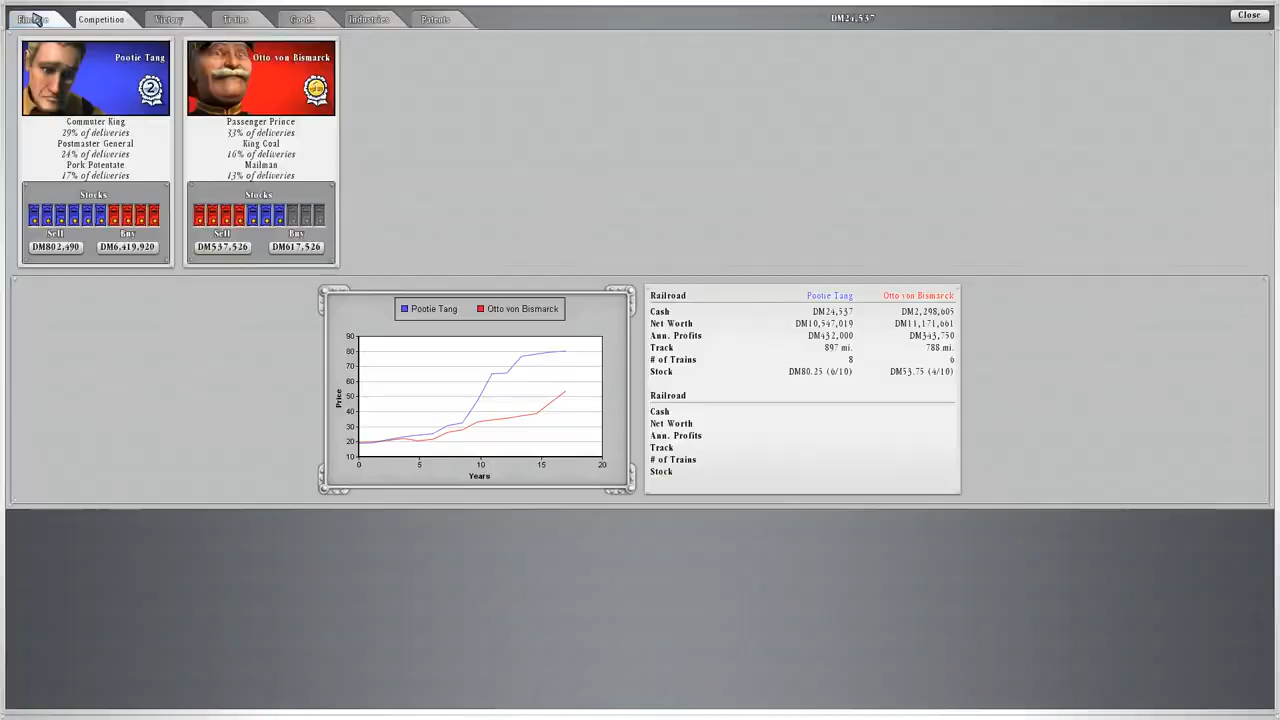 Finance Competition Victory Trains Goods Industries Patents DM24,537 Close
Pootie Tang
2
Commuter King
29% of deliveries
Postmaster General
24% of deliveries
Pork Potentate
17% of deliveries
Stocks
Sell Buy
DM802,490 DM6,419,920
Otto von Bismarck
Passenger Prince
33% of deliveries
King Coal
16% of deliveries
Mailman
13% of deliveries
Stocks
Sell Buy
DM537,526 DM617,526
Pootie Tang Otto von Bismarck
Price
90
80
70
60
50
40
30
20
10
0 5 10 15 20
Years
Railroad Pootie Tang Otto von Bismarck
Cash DM24,537 DM2,298,605
Net Worth DM10,547,019 DM11,171,661
Ann. Profits DM432,000 DM343,750
Track 897 mi. 788 mi.
# of Trains 8 6
Stock DM80.25 (6/10) DM53.75 (4/10)
Railroad
Cash
Net Worth
Ann. Profits
Track
# of Trains
Stock